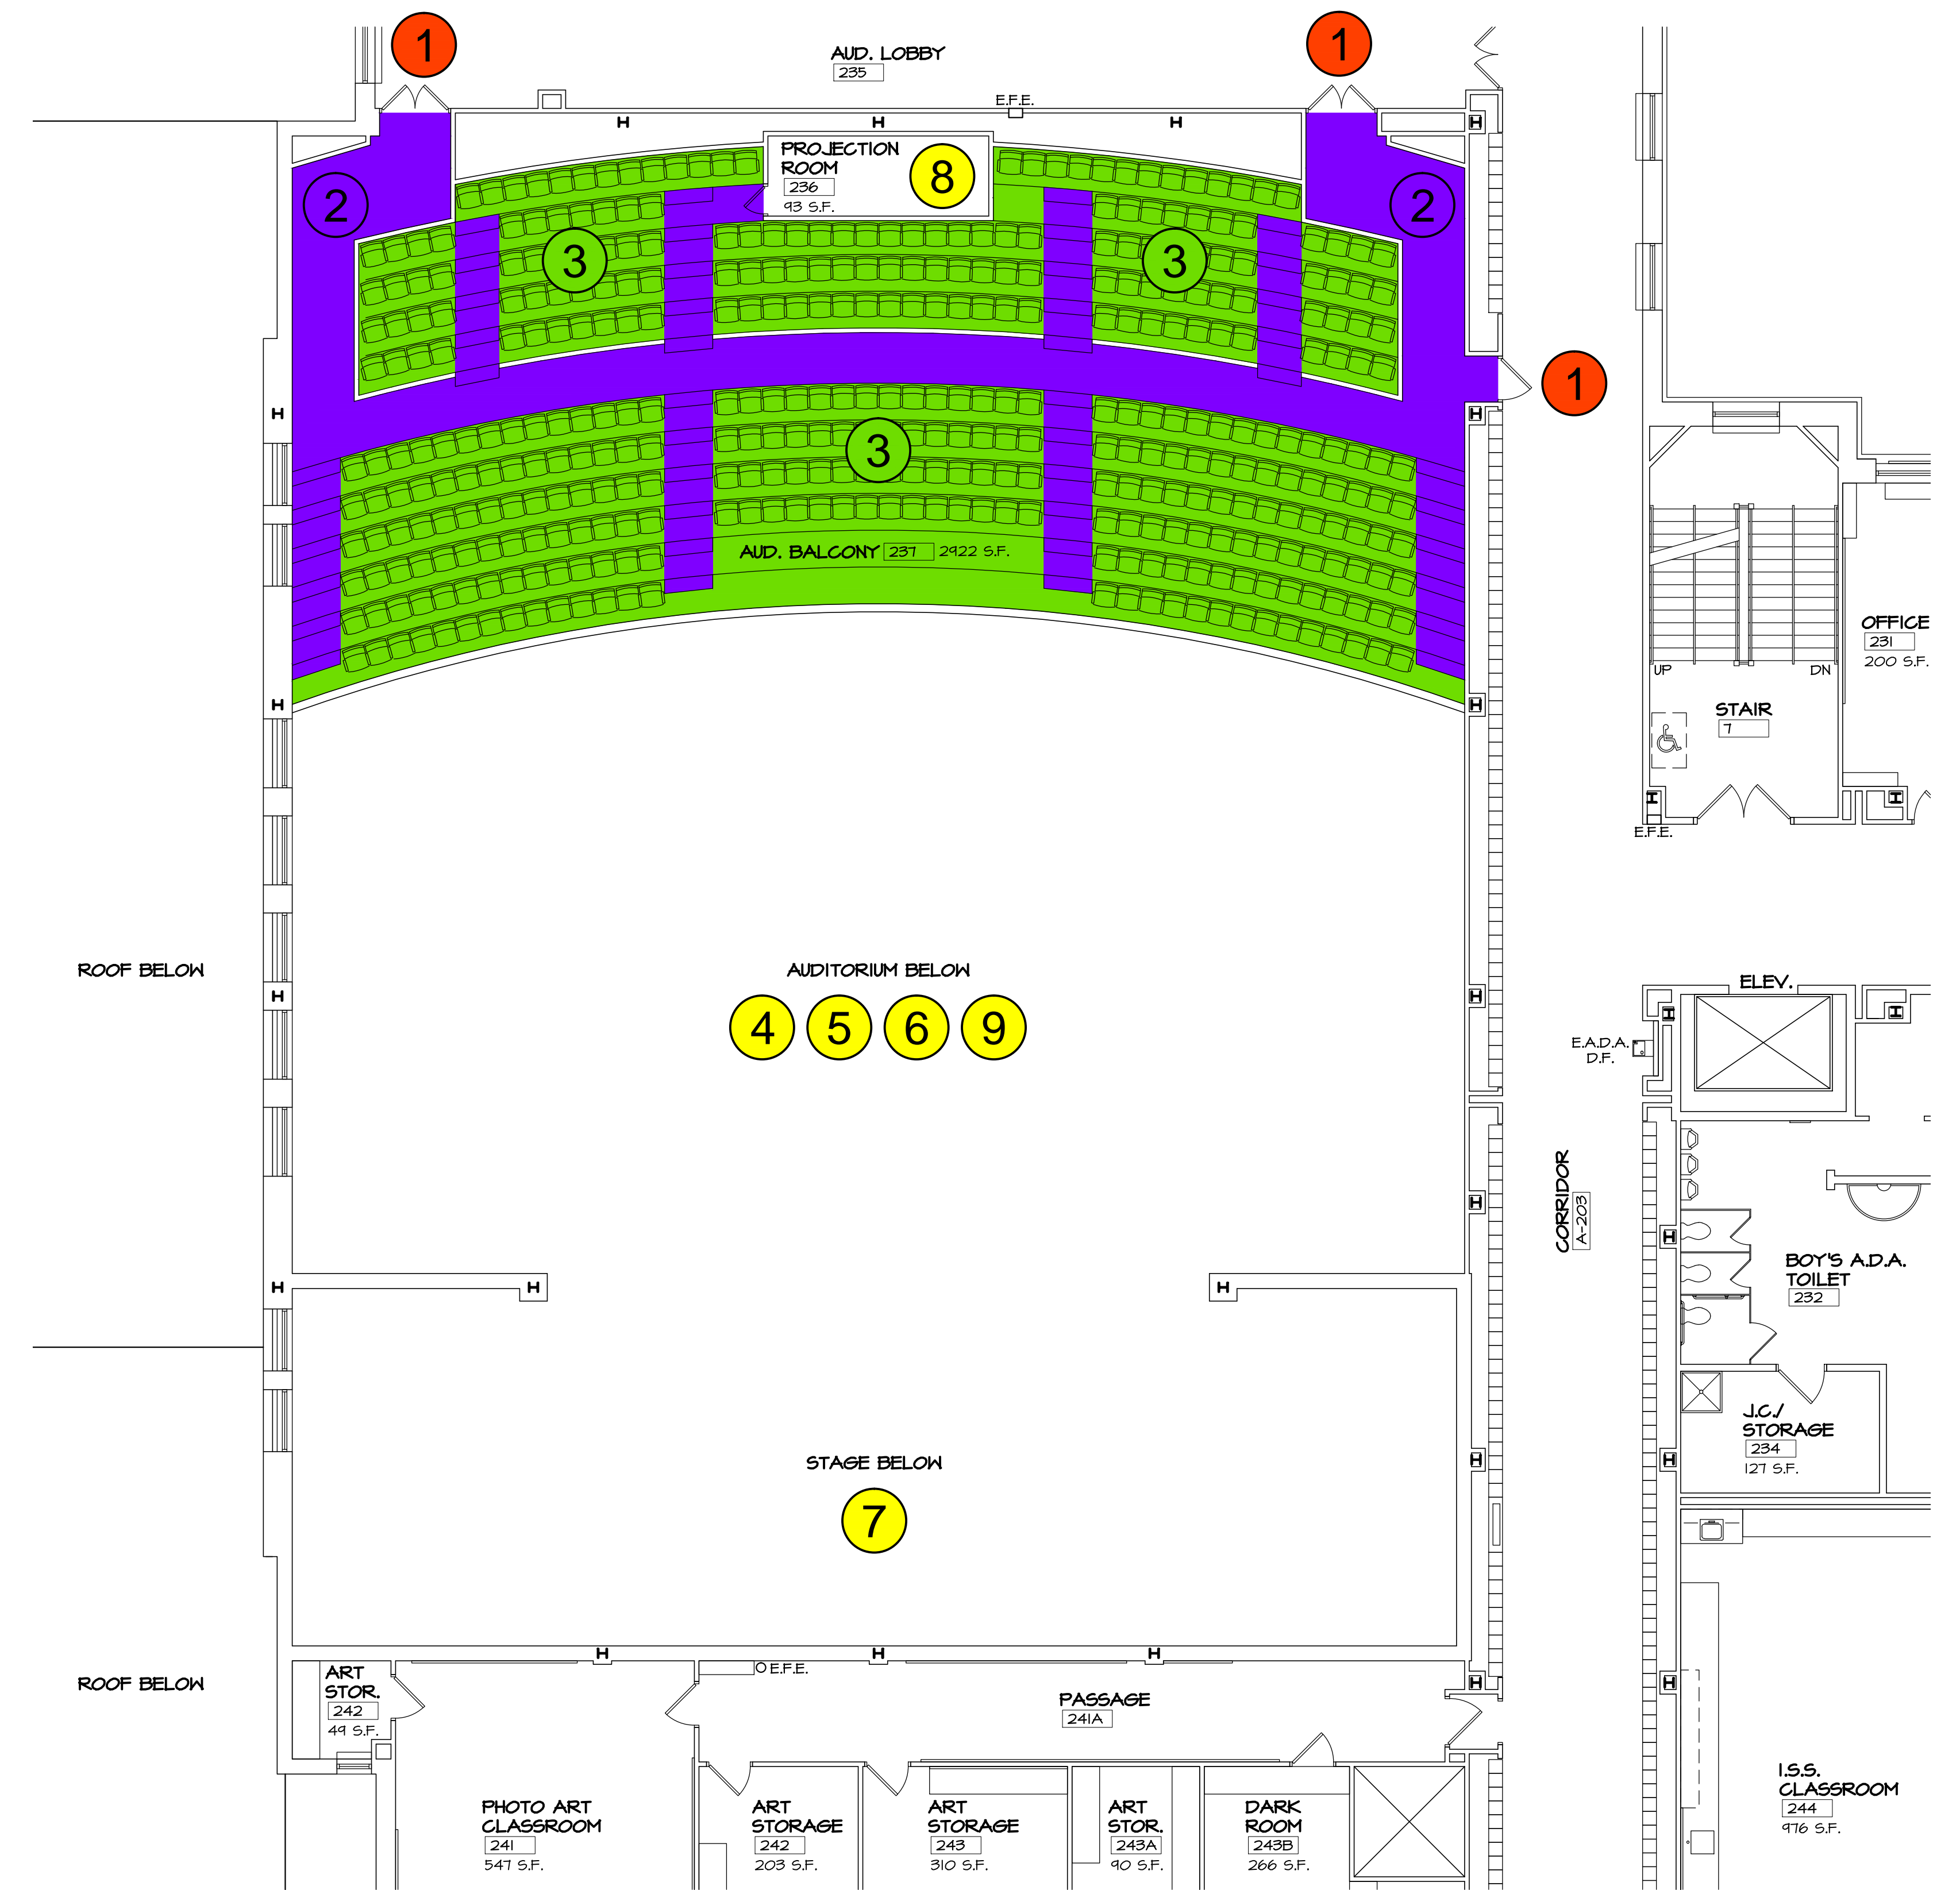 1
1
AUD. LOBBY
235
E.F.E.
H
H
H
H
PROJECTION
ROOM
236
93 S.F.
8
2
2
3
3
1
H
H
3
AUD. BALCONY 237 2922 S.F.
OFFICE
231
200 S.F.
UP
DN
H
H
STAIR
7
H
H
E.F.E.
ROOF BELOW
AUDITORIUM BELOW
H
H
4 5 6 9
ELEV.
H
H
E.A.D.A.
D.F.
CORRIDOR
A-203
H
H
BOY'S A.D.A.
TOILET
232
H
H
H
J.C./
STORAGE
234
127 S.F.
STAGE BELOW
H
H
7
H
H
H
ROOF BELOW
ART
STOR.
242
49 S.F.
E.F.E.
H
H
PASSAGE
241A
PHOTO ART
CLASSROOM
241
547 S.F.
ART
STORAGE
242
203 S.F.
ART
STORAGE
243
310 S.F.
ART
STOR.
243A
90 S.F.
DARK
ROOM
243B
266 S.F.
I.S.S.
CLASSROOM
244
976 S.F.